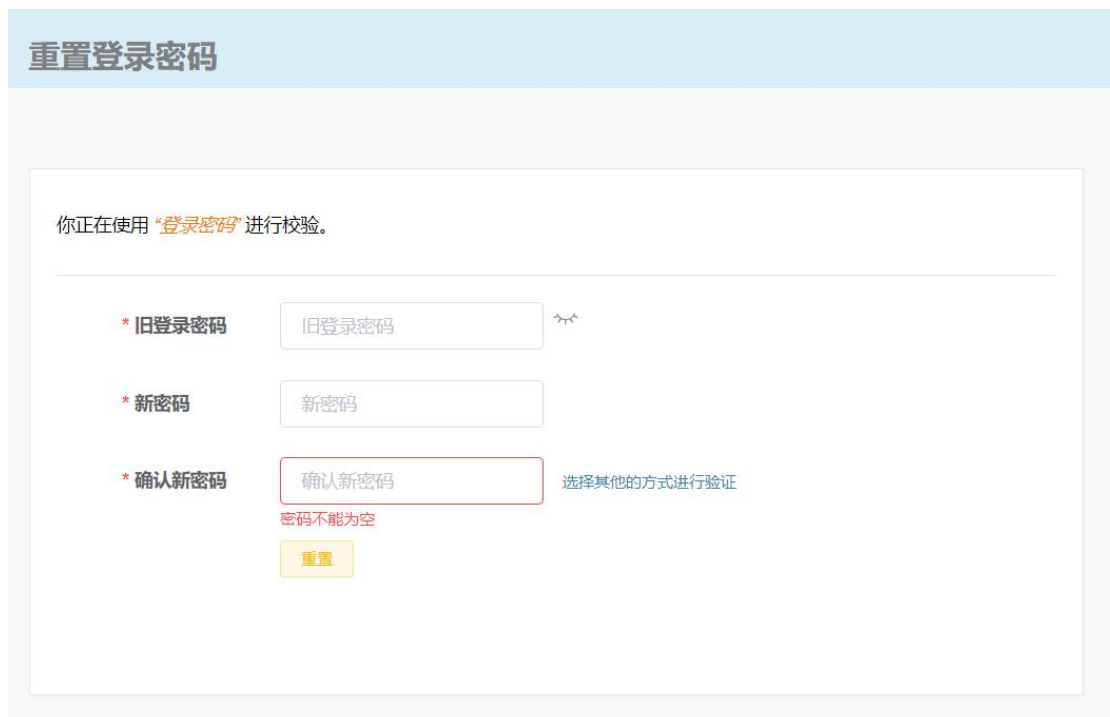 重置登录密码
你正在使用 “登录密码” 进行校验。
* 旧登录密码 旧登录密码
* 新密码 新密码
* 确认新密码 确认新密码 选择其他的方式进行验证
密码不能为空
重置